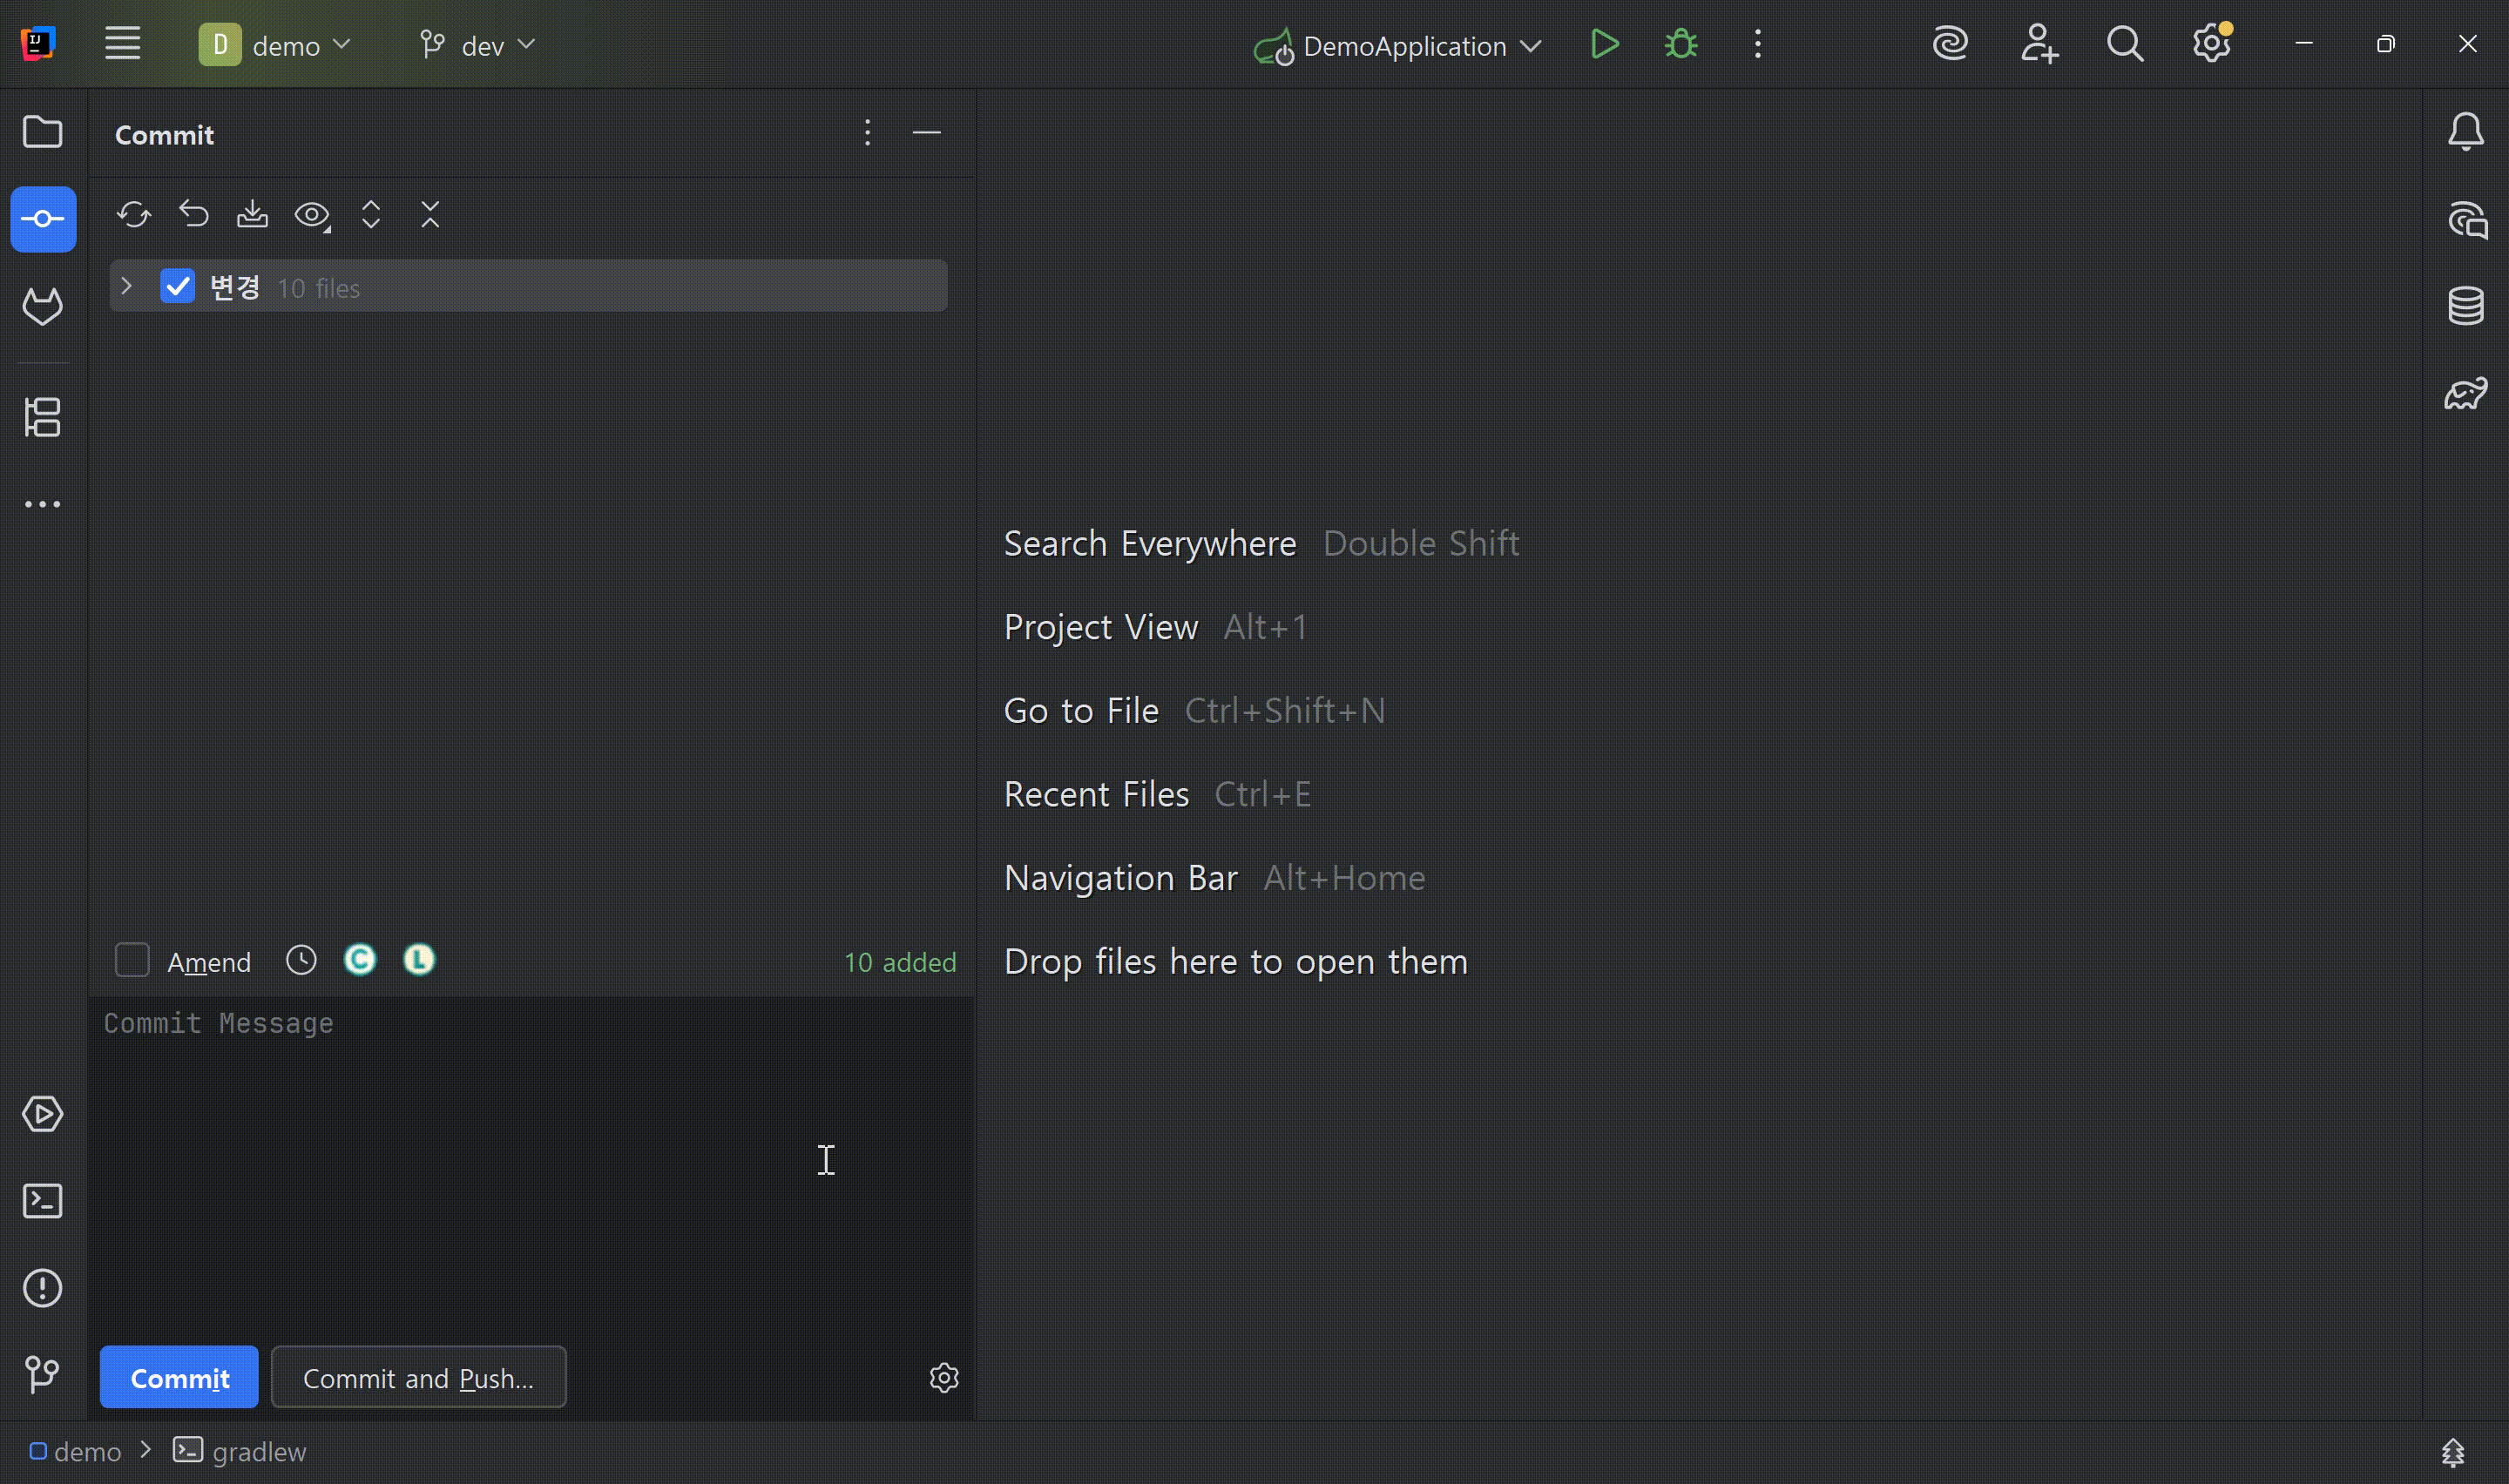 IJ
D demo dev DemoApplication
Commit
변경 10 files
Search Everywhere Double Shift
Project View Alt+1
Go to File Ctrl+Shift+N
Recent Files Ctrl+E
Navigation Bar Alt+Home
Drop files here to open them
Amend C L 10 added
Commit Message
Commit Commit and Push...
demo gradlew